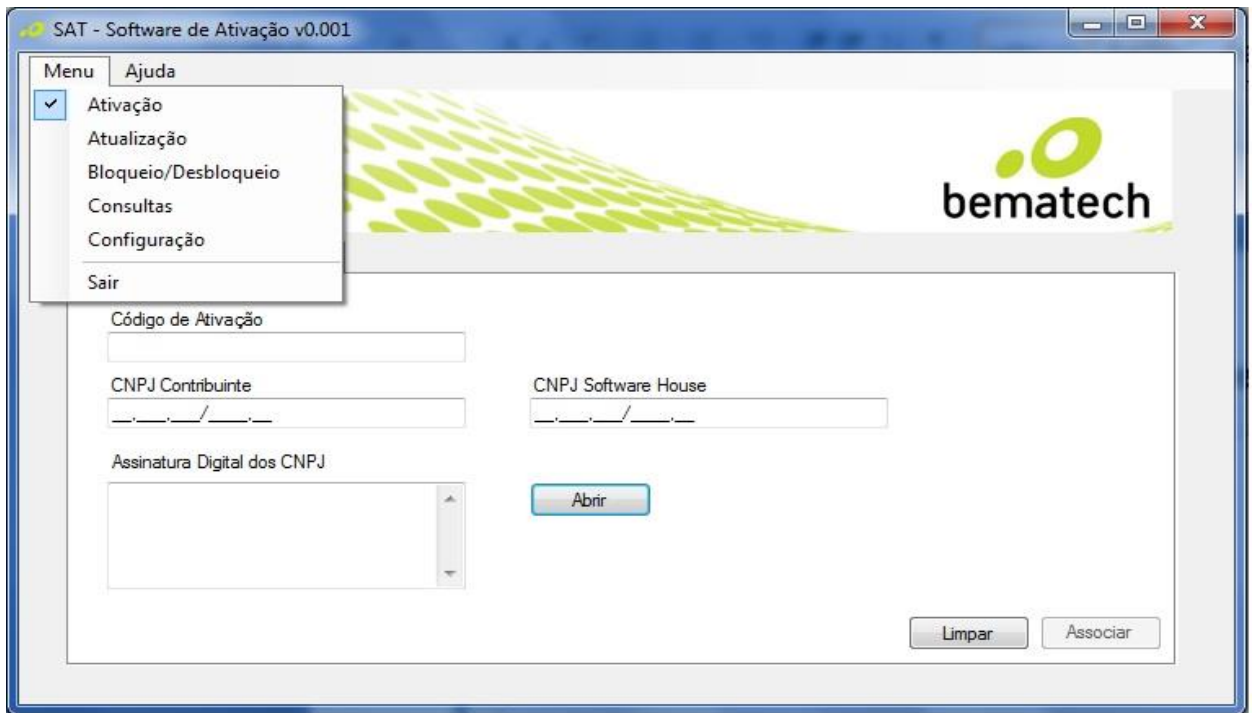 SAT - Software de Ativação v0.001
Menu Ajuda
Ativação
Atualização
Bloqueio/Desbloqueio
Consultas
Configuração
Sair
bematech
Código de Ativação
CNPJ Contribuinte CNPJ Software House
__.___.___/____.__ __.___.___/____.__
Assinatura Digital dos CNPJ
Abrir
Limpar Associar